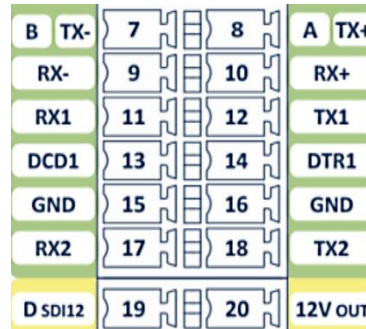 B TX- 7 8 A TX+
RX- 9 10 RX+
RX1 11 12 TX1
DCD1 13 14 DTR1
GND 15 16 GND
RX2 17 18 TX2
D SDI12 19 20 12V OUT